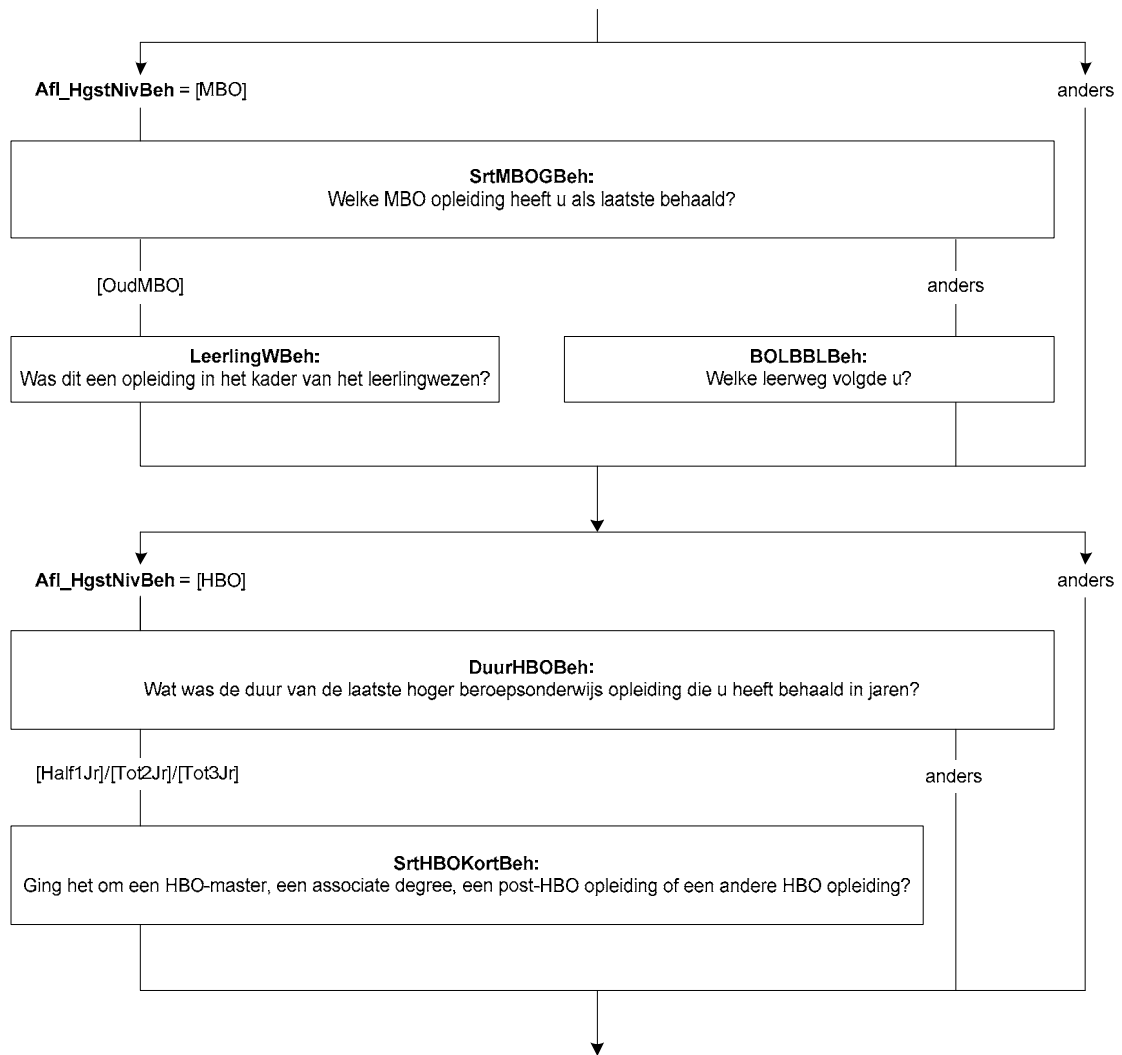 Afl_HgstNivBeh = [MBO]
anders
SrtMBOGBeh:
Welke MBO opleiding heeft u als laatste behaald?
[OudMBO]
anders
LeerlingWBeh:
Was dit een opleiding in het kader van het leerlingwezen?
BOLBBLBeh:
Welke leerweg volgde u?
Afl_HgstNivBeh = [HBO]
anders
DuurHBOBeh:
Wat was de duur van de laatste hoger beroepsonderwijs opleiding die u heeft behaald in jaren?
[Half1Jr]/[Tot2Jr]/[Tot3Jr]
anders
SrtHBOKortBeh:
Ging het om een HBO-master, een associate degree, een post-HBO opleiding of een andere HBO opleiding?